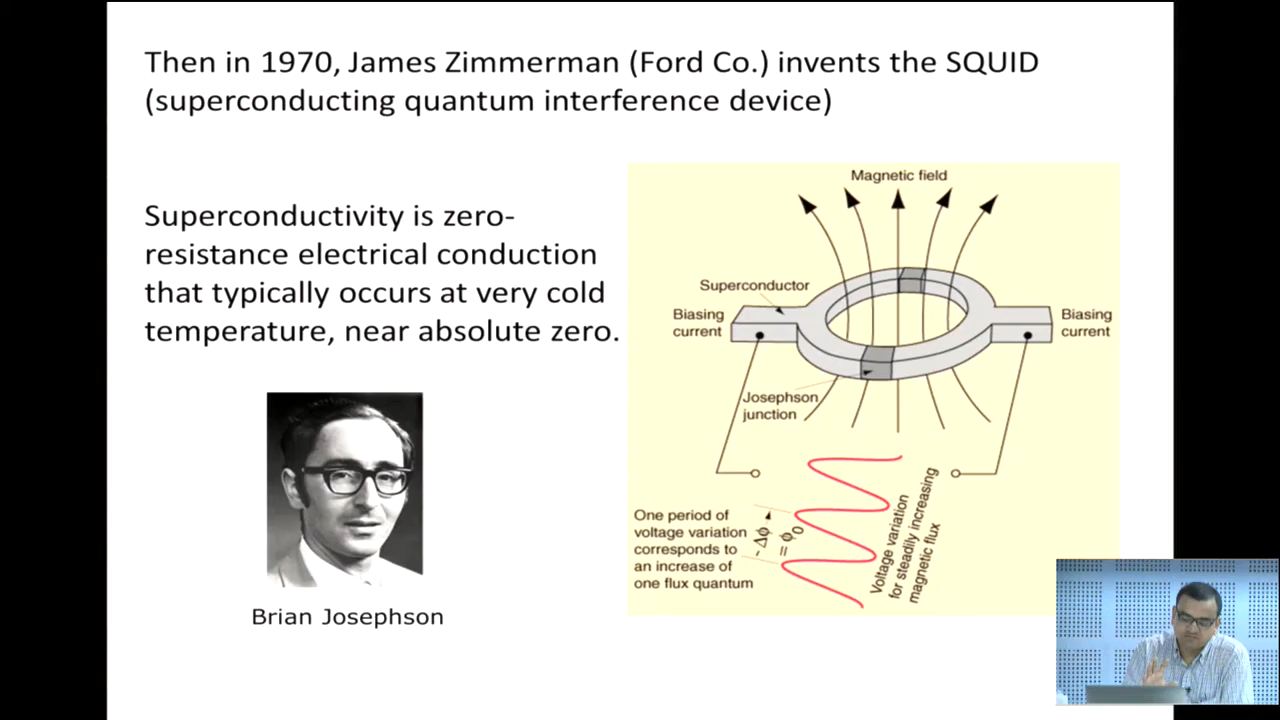 Then in 1970, James Zimmerman (Ford Co.) invents the SQUID
(superconducting quantum interference device)
Superconductivity is zero-
resistance electrical conduction
that typically occurs at very cold
temperature, near absolute zero.
Brian Josephson
Magnetic field
Superconductor
Biasing
current
Biasing
current
Josephson
junction
One period of
voltage variation
corresponds to
an increase of
one flux quantum
- Δϕ
= ϕ0
Voltage variation
for steadily increasing
magnetic flux